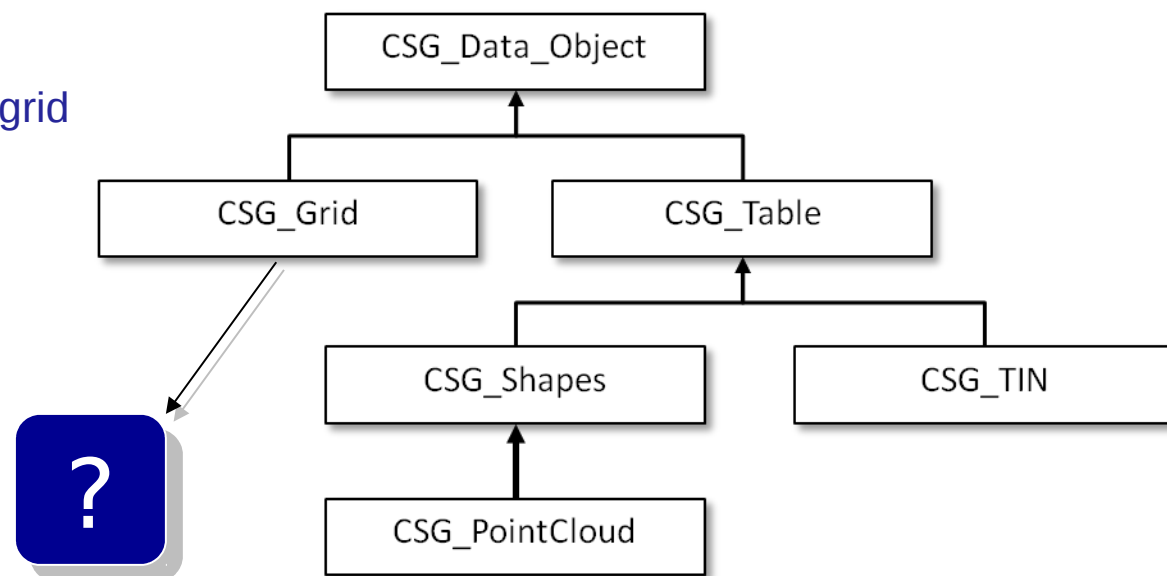 CSG_Data_Object
grid
CSG_Grid
CSG_Table
CSG_Shapes
CSG_TIN
?
CSG_PointCloud